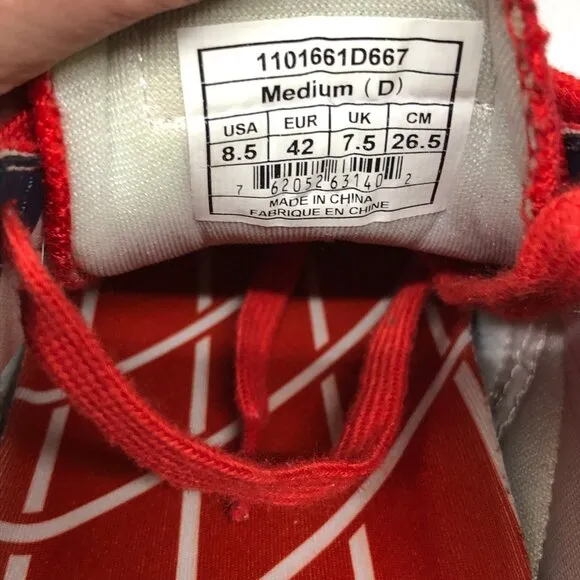 1101661D667
Medium (D)
USA EUR UK CM
8.5 42 7.5 26.5
7 62052 63140 2
MADE IN CHINA
FABRIQUE EN CHINE